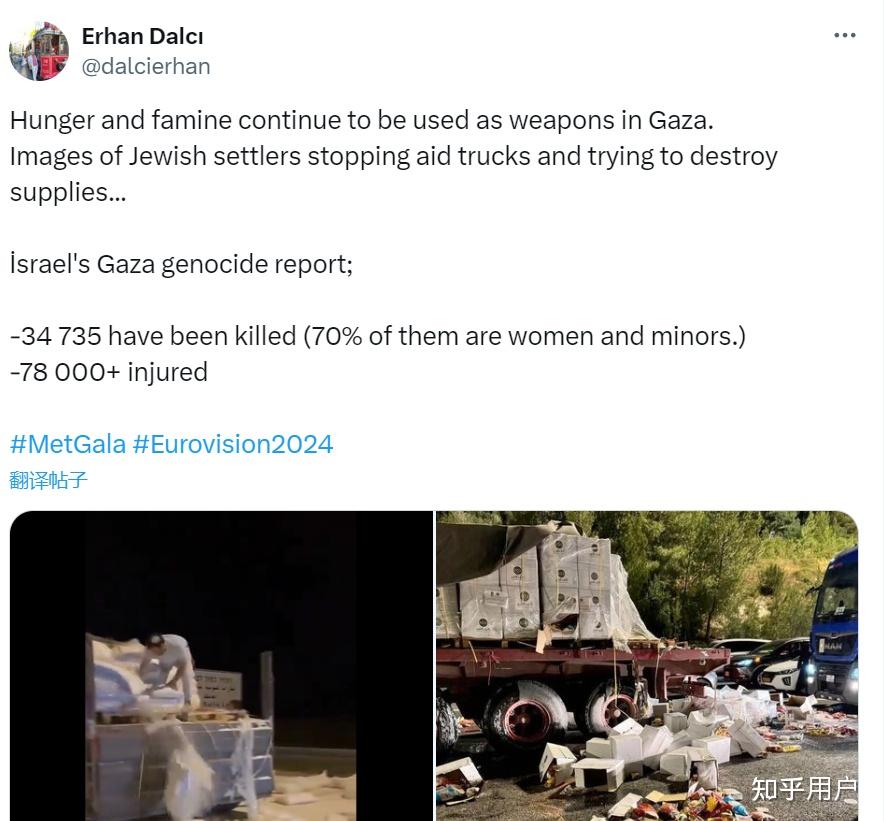 Erhan Dalcı
@dalcierhan
Hunger and famine continue to be used as weapons in Gaza.
Images of Jewish settlers stopping aid trucks and trying to destroy
supplies...
İsrael's Gaza genocide report;
-34 735 have been killed (70% of them are women and minors.)
-78 000+ injured
#MetGala #Eurovision2024
翻译帖子
MAN
知乎用户